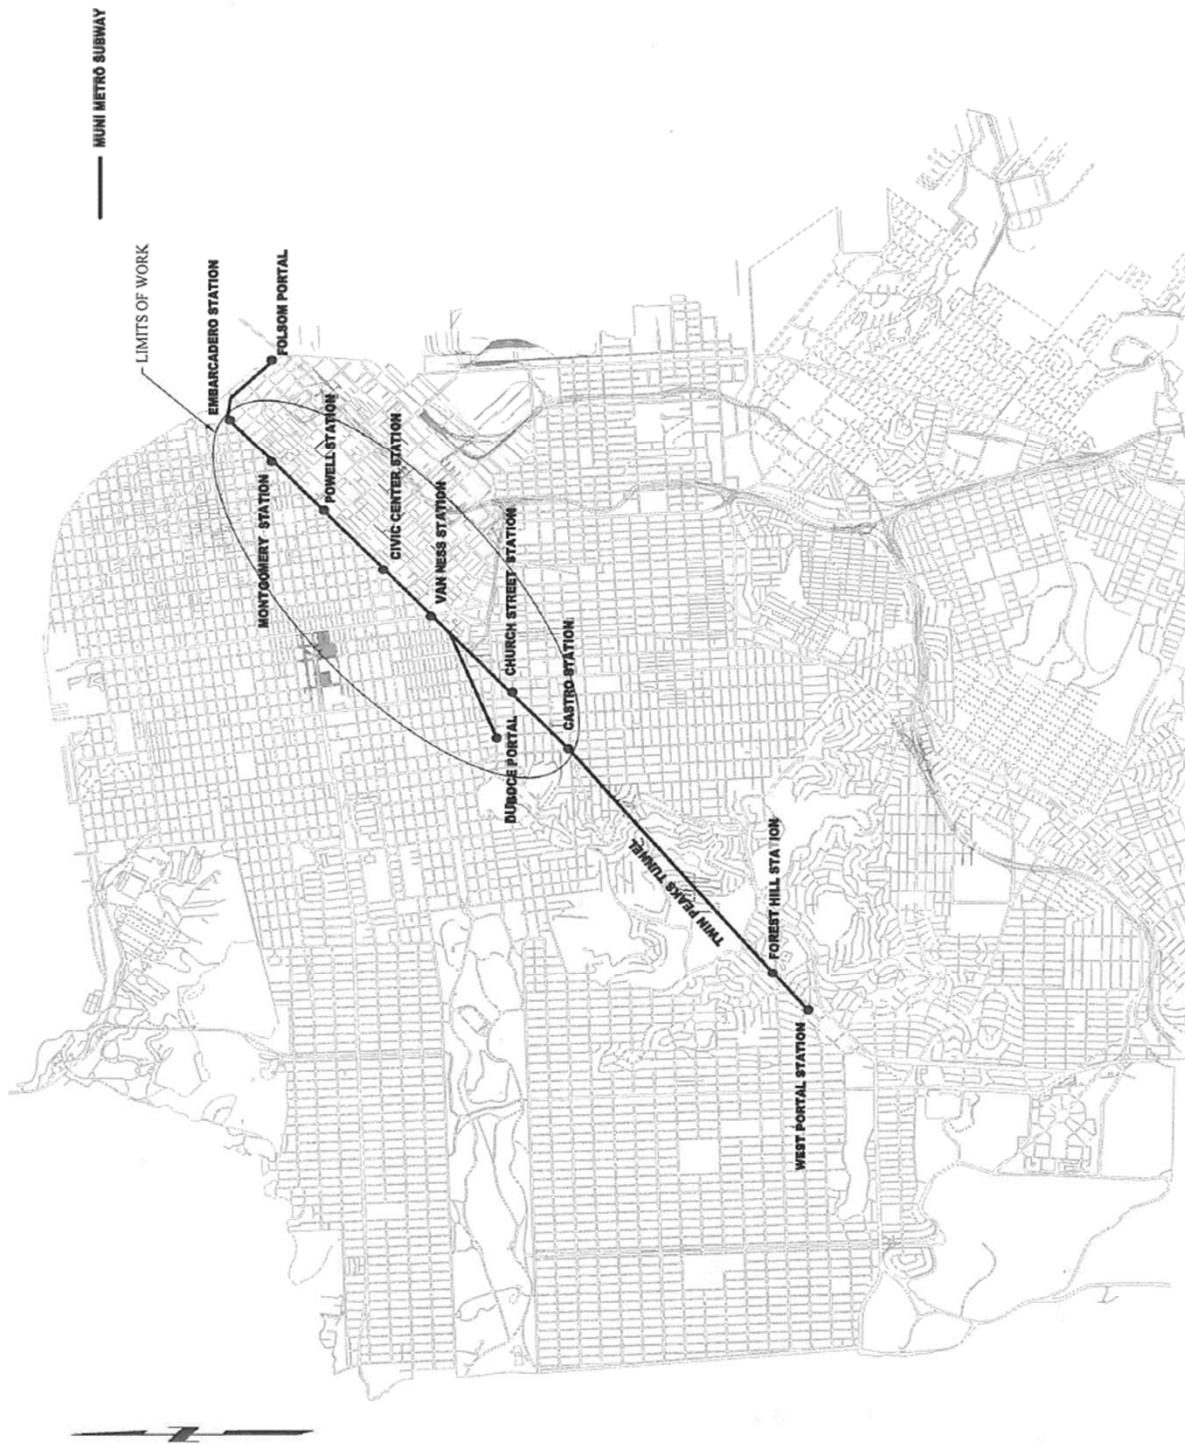 MUNI METRO SUBWAY
LIMITS OF WORK
EMBARCADERO STATION
FOLSOM PORTAL
MONTGOMERY STATION
POWELL STATION
CIVIC CENTER STATION
VAN NESS STATION
CHURCH STREET STATION
DUBOCE PORTAL
CASTRO STATION
TWIN PEAKS TUNNEL
FOREST HILL STATION
WEST PORTAL STATION
N